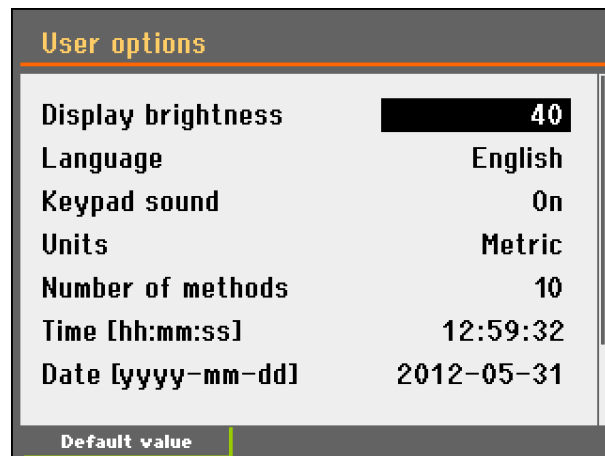 User options
Display brightness 40
Language English
Keypad sound On
Units Metric
Number of methods 10
Time [hh:mm:ss] 12:59:32
Date [yyyy-mm-dd] 2012-05-31
Default value